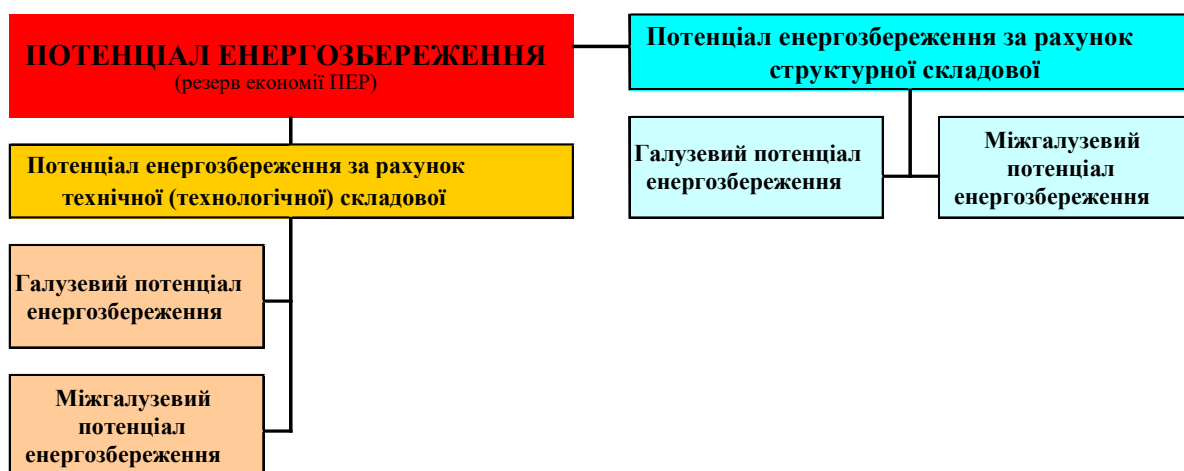 ПОТЕНЦІАЛ ЕНЕРГОЗБЕРЕЖЕННЯ
(резерв економії ПЕР)
Потенціал енергозбереження за рахунок
структурної складової
Потенціал енергозбереження за рахунок
технічної (технологічної) складової
Галузевий потенціал
енергозбереження
Міжгалузевий
потенціал
енергозбереження
Галузевий потенціал
енергозбереження
Міжгалузевий
потенціал
енергозбереження